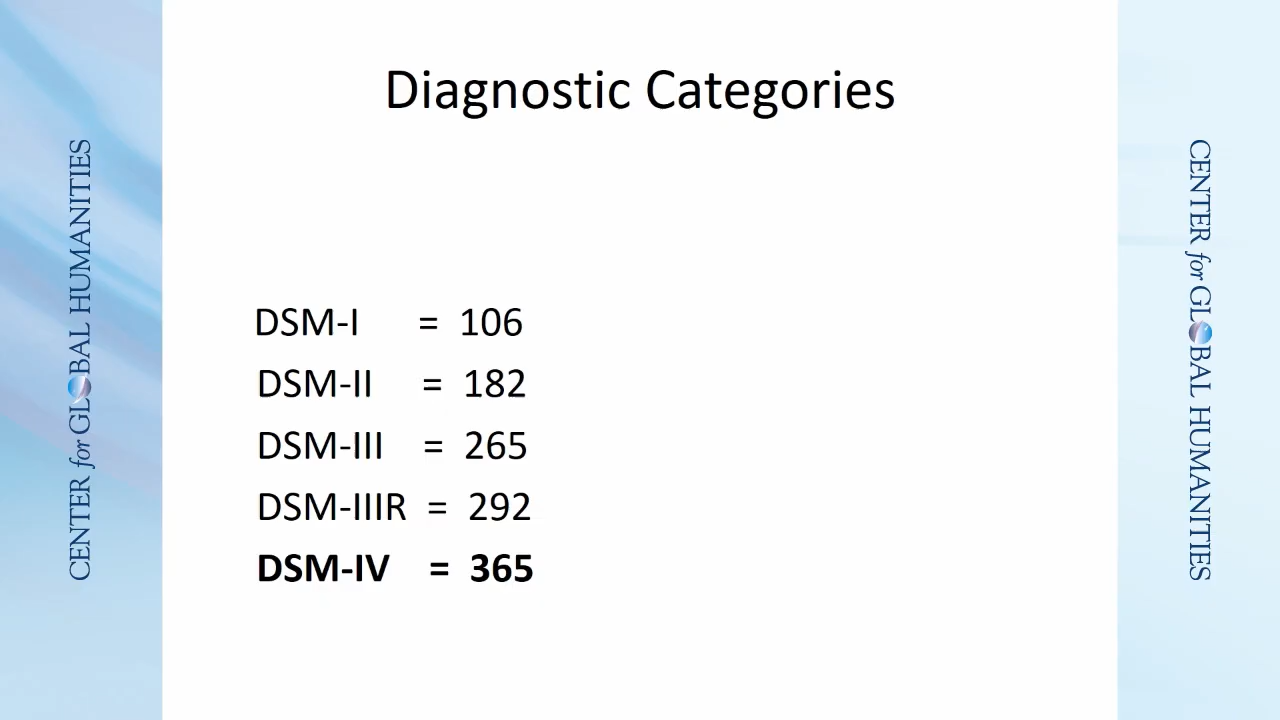 Diagnostic Categories
DSM-I = 106
DSM-II = 182
DSM-III = 265
DSM-IIIR = 292
DSM-IV = 365
CENTER for GLOBAL HUMANITIES
CENTER for GLOBAL HUMANITIES